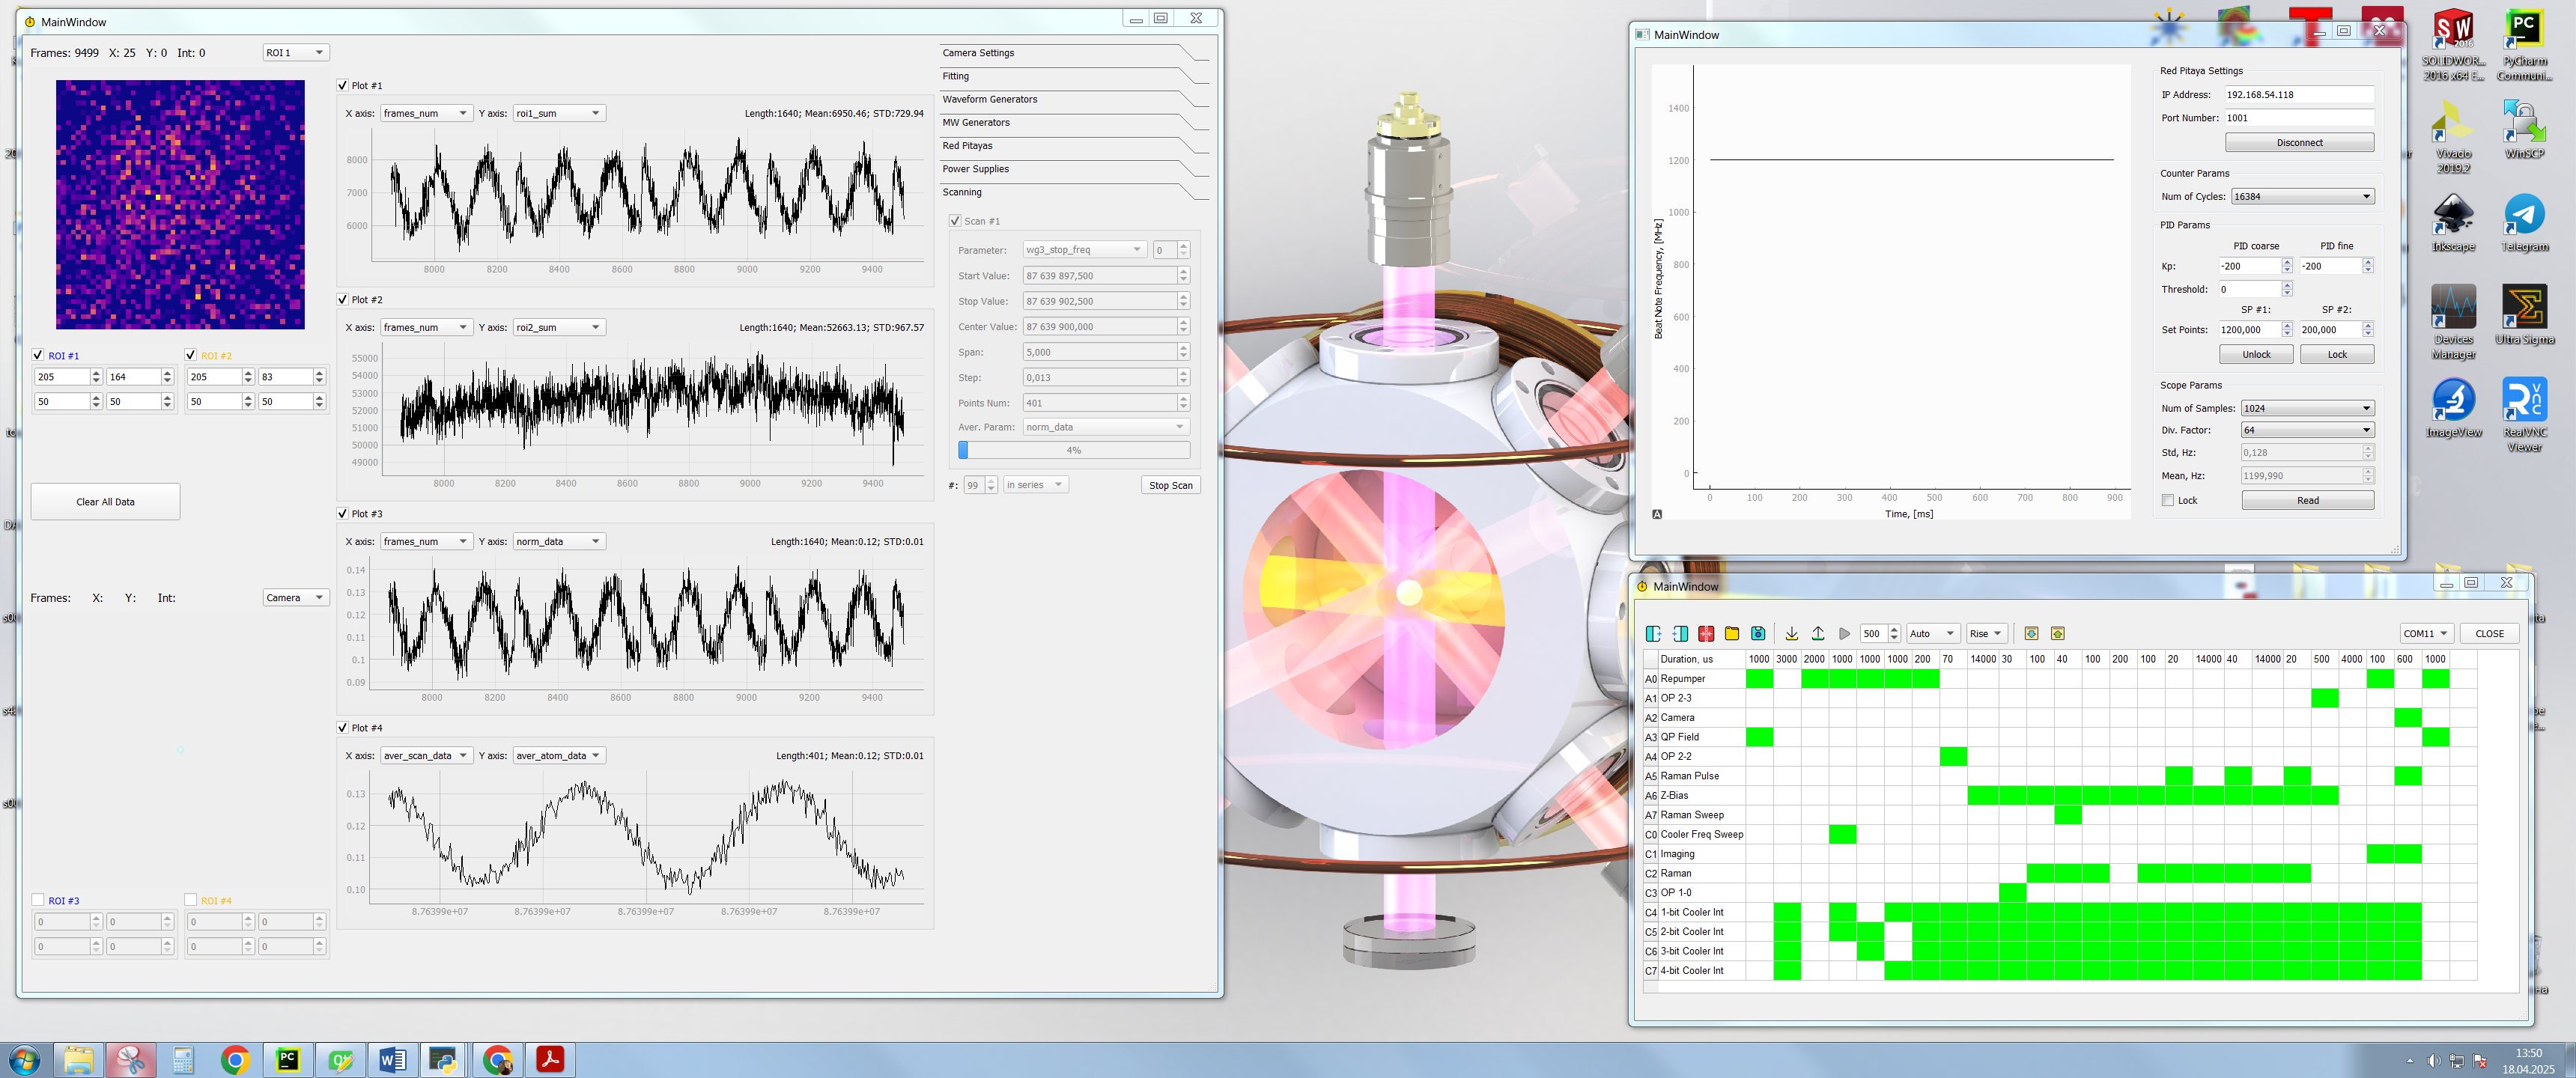 MainWindow
Frames: 9499 X: 25 Y: 0 Int: 0 ROI 1
ROI #1 ROI #2
205 164 205 83
50 50 50 50
Clear All Data
Frames: X: Y: Int: Camera
ROI #3 ROI #4
0 0 0 0
0 0 0 0
Plot #1
X axis: frames_num Y axis: roi1_sum Length:1640; Mean:6950.46; STD:729.94
8000
7000
6000
8000 8200 8400 8600 8800 9000 9200 9400
Plot #2
X axis: frames_num Y axis: roi2_sum Length:1640; Mean:52663.13; STD:967.57
55000
54000
53000
52000
51000
50000
49000
8000 8200 8400 8600 8800 9000 9200 9400
Plot #3
X axis: frames_num Y axis: norm_data Length:1640; Mean:0.12; STD:0.01
0.14
0.13
0.12
0.11
0.1
0.09
8000 8200 8400 8600 8800 9000 9200 9400
Plot #4
X axis: aver_scan_data Y axis: aver_atom_data Length:401; Mean:0.12; STD:0.01
0.13
0.12
0.11
0.10
8.76399e+07 8.76399e+07 8.76399e+07 8.76399e+07 8.76399e+07
Camera Settings
Fitting
Waveform Generators
MW Generators
Red Pitayas
Power Supplies
Scanning
Scan #1
Parameter: wg3_stop_freq 0
Start Value: 87 639 897,500
Stop Value: 87 639 902,500
Center Value: 87 639 900,000
Span: 5,000
Step: 0,013
Points Num: 401
Aver. Param: norm_data
4%
#: 99 in series Stop Scan
MainWindow
Beat Note Frequency, [MHz]
1400
1200
1000
800
600
400
200
0
0 100 200 300 400 500 600 700 800 900
Time, [ms]
A
Red Pitaya Settings
IP Address: 192.168.54.118
Port Number: 1001
Disconnect
Counter Params
Num of Cycles: 16384
PID Params
PID coarse PID fine
Kp: -200 -200
Threshold: 0
SP #1: SP #2:
Set Points: 1200,000 200,000
Unlock Lock
Scope Params
Num of Samples: 1024
Div. Factor: 64
Std, Hz: 0,128
Mean, Hz: 1199,990
Lock Read
SOLIDWOR...
2016 x64 E...
PyCharm
Communi...
Vivado
2019.2
WinSCP
Inkscape
Telegram
Devices
Manager
Ultra Sigma
ImageView
RealVNC
Viewer
MainWindow
500 Auto Rise COM11 CLOSE
Duration, us 1000 3000 2000 1000 1000 1000 200 70 14000 30 100 40 100 200 100 20 14000 40 14000 20 500 4000 100 600 1000
A0 Repumper
A1 OP 2-3
A2 Camera
A3 QP Field
A4 OP 2-2
A5 Raman Pulse
A6 Z-Bias
A7 Raman Sweep
C0 Cooler Freq Sweep
C1 Imaging
C2 Raman
C3 OP 1-0
C4 1-bit Cooler Int
C5 2-bit Cooler Int
C6 3-bit Cooler Int
C7 4-bit Cooler Int
13:50
18.04.2025